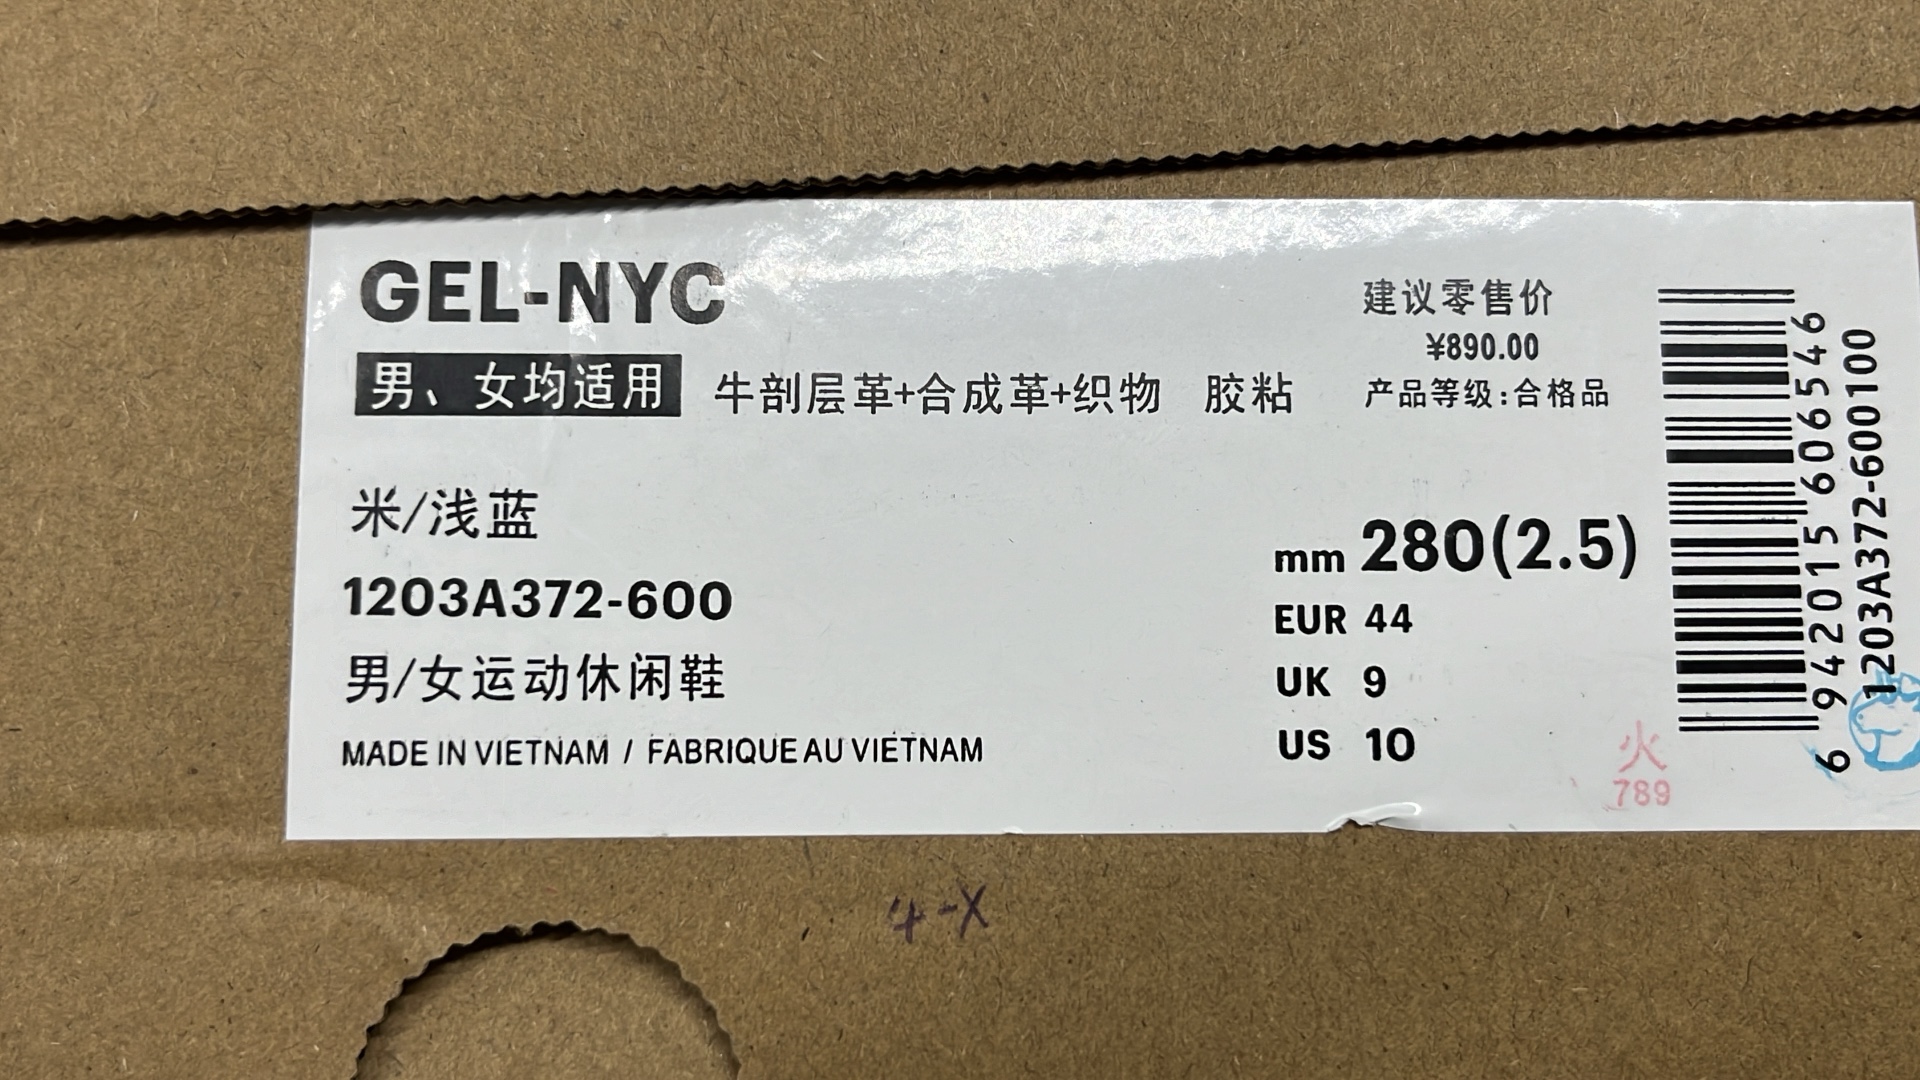 GEL-NYC
男、女均适用
牛剖层革+合成革+织物 胶粘
建议零售价
¥890.00
产品等级:合格品
米/浅蓝
1203A372-600
男/女运动休闲鞋
MADE IN VIETNAM / FABRIQUE AU VIETNAM
mm 280(2.5)
EUR 44
UK 9
US 10
6 942015 606546
1203A372-600100
火
789
4-X